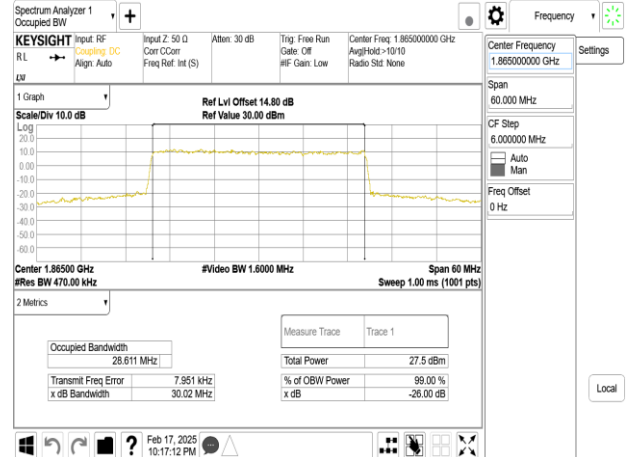 Spectrum Analyzer 1
Occupied BW
+
Frequency
KEYSIGHT
RL
LXI
Input: RF
Coupling: DC
Align: Auto
Input Z: 50 Ω
Corr CCorr
Freq Ref: Int (S)
Atten: 30 dB
Trig: Free Run
Gate: Off
#IF Gain: Low
Center Freq: 1.865000000 GHz
Avg|Hold:>10/10
Radio Std: None
Center Frequency
1.865000000 GHz
Settings
Span
60.000 MHz
CF Step
6.000000 MHz
Auto
Man
Freq Offset
0 Hz
Local
1 Graph
Scale/Div 10.0 dB
Ref Lvl Offset 14.80 dB
Ref Value 30.00 dBm
Log
20.0
10.0
0.00
-10.0
-20.0
-30.0
-40.0
-50.0
-60.0
Center 1.86500 GHz
#Res BW 470.00 kHz
#Video BW 1.6000 MHz
Span 60 MHz
Sweep 1.00 ms (1001 pts)
2 Metrics
Measure Trace Trace 1
Occupied Bandwidth
28.611 MHz
Total Power 27.5 dBm
Transmit Freq Error 7.951 kHz
% of OBW Power 99.00 %
x dB Bandwidth 30.02 MHz
x dB -26.00 dB
?
Feb 17, 2025
10:17:12 PM